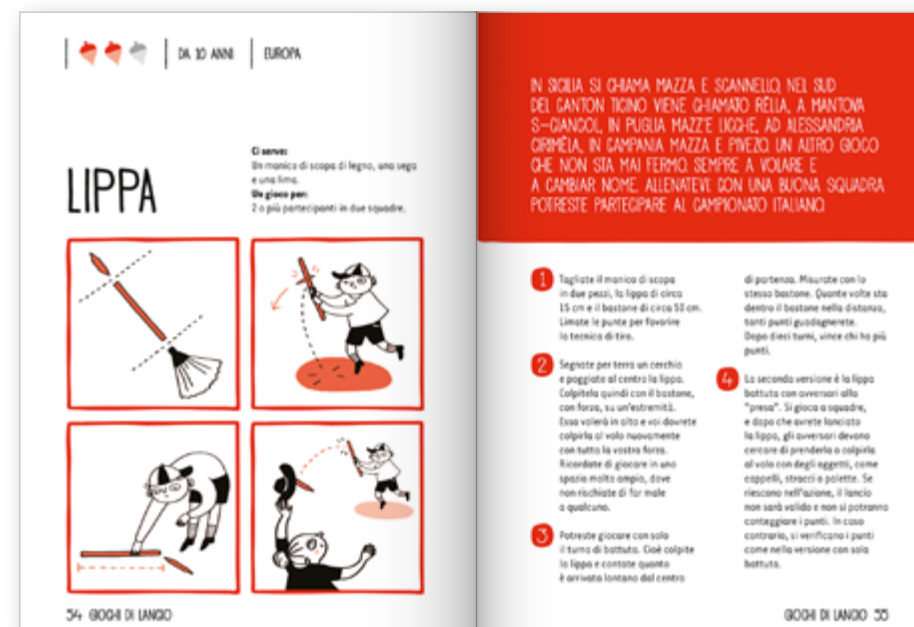 DA 10 ANNI
EUROPA
LIPPA
Ci serve:
Un manico di scopa di legno, una sega
e una lima.
Un gioco per:
2 o più partecipanti in due squadre.
54 GIOCHI DI LANCIO
IN SICILIA SI CHIAMA MAZZA E SCANNELLO, NEL SUD
DEL CANTON TICINO VIENE CHIAMATO RËLLA, A MANTOVA
S-CIANCOL, IN PUGLIA MAZZ'E LICCHE, AD ALESSANDRIA
CIRIMÈLA, IN CAMPANIA MAZZA E PIVEZO. UN ALTRO GIOCO
CHE NON STA MAI FERMO. SEMPRE A VOLARE E
A CAMBIAR NOME. ALLENATEVI: CON UNA BUONA SQUADRA
POTRESTE PARTECIPARE AL CAMPIONATO ITALIANO.
1
Tagliate il manico di scopa
in due pezzi, la lippa di circa
15 cm e il bastone di circa 50 cm.
Limate le punte per favorire
la tecnica di tiro.
2
Segnate per terra un cerchio
e poggiate al centro la lippa.
Colpitela quindi con il bastone,
con forza, su un'estremità.
Essa volerà in alto e voi dovrete
colpirla al volo nuovamente
con tutta la vostra forza.
Ricordate di giocare in uno
spazio molto ampio, dove
non rischiate di far male
a qualcuno.
3
Potreste giocare con solo
il turno di battuta. Cioè colpite
la lippa e contate quanto
è arrivata lontano dal centro
di partenza. Misurate con lo
stesso bastone. Quante volte sta
dentro il bastone nella distanza,
tanti punti guadagnerete.
Dopo dieci turni, vince chi ha più
punti.
4
La seconda versione è la lippa
battuta con avversari alla
"presa". Si gioca a squadre,
e dopo che avrete lanciato
la lippa, gli avversari devono
cercare di prenderla o colpirla
al volo con degli oggetti, come
cappelli, stracci o palette. Se
riescono nell'azione, il lancio
non sarà valido e non si potranno
conteggiare i punti. In caso
contrario, si verificano i punti
come nella versione con sola
battuta.
GIOCHI DI LANCIO 55